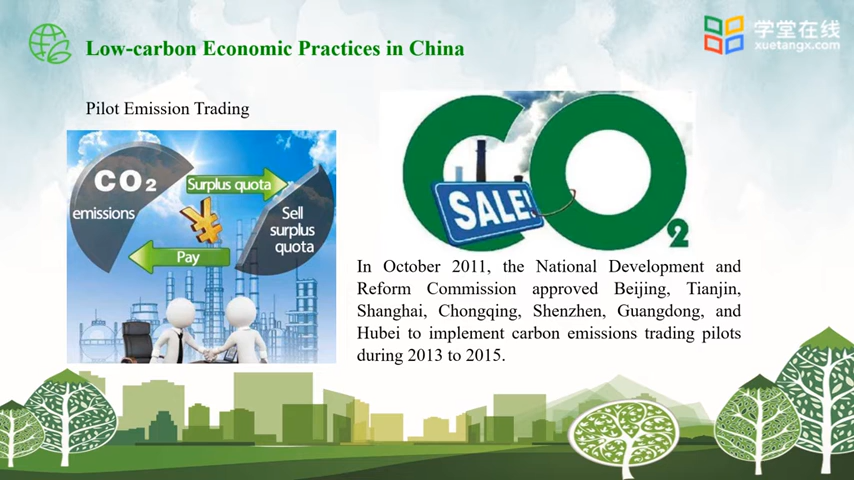 Low-carbon Economic Practices in China
学堂在线
xuetangx.com
Pilot Emission Trading
CO2
emissions
Surplus quota
Sell
surplus
quota
Pay
CO2
SALE!
In October 2011, the National Development and
Reform Commission approved Beijing, Tianjin,
Shanghai, Chongqing, Shenzhen, Guangdong, and
Hubei to implement carbon emissions trading pilots
during 2013 to 2015.